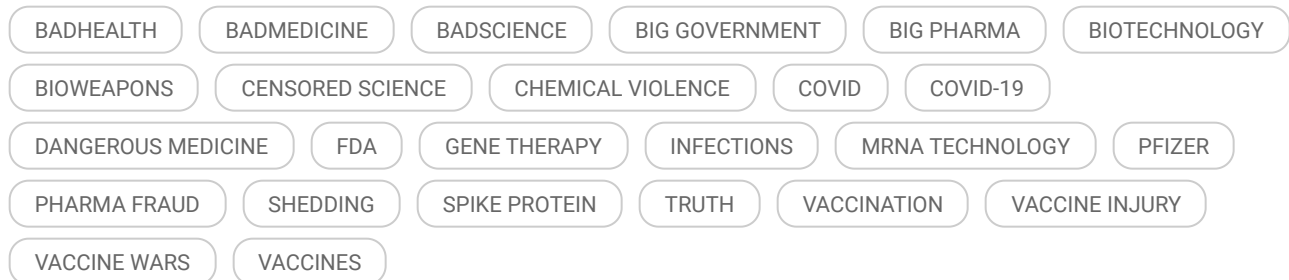 BADHEALTH BADMEDICINE BADSCIENCE BIG GOVERNMENT BIG PHARMA BIOTECHNOLOGY
BIOWEAPONS CENSORED SCIENCE CHEMICAL VIOLENCE COVID COVID-19
DANGEROUS MEDICINE FDA GENE THERAPY INFECTIONS MRNA TECHNOLOGY PFIZER
PHARMA FRAUD SHEDDING SPIKE PROTEIN TRUTH VACCINATION VACCINE INJURY
VACCINE WARS VACCINES